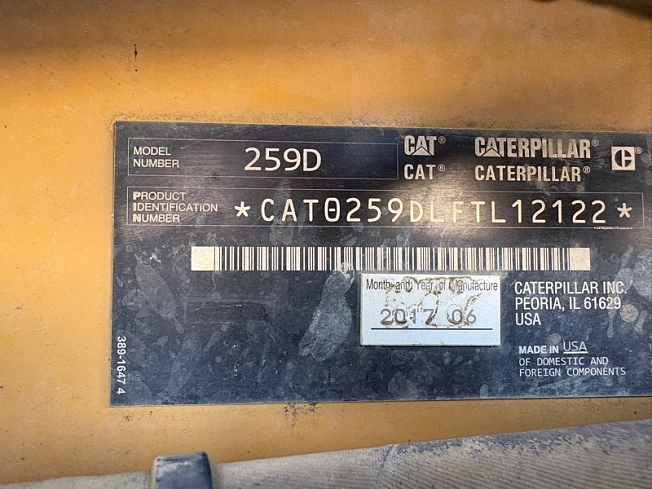 MODEL NUMBER 259D
CAT® CATERPILLAR® C
CAT® CATERPILLAR®
PRODUCT IDENTIFICATION NUMBER *CAT0259DLFTL12122*
Month and Year of Manufacture
2017 06
CATERPILLAR INC.
PEORIA, IL 61629
USA
MADE IN USA
OF DOMESTIC AND
FOREIGN COMPONENTS
389-1647 4